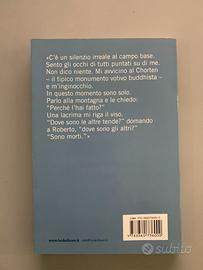 «C'è un silenzio irreale al campo base.
Sento gli occhi di tutti puntati su di me.
Non dico niente. Mi avvicino al Chorten
– il tipico monumento votivo buddhista –
e m'inginocchio.
In questo momento sono solo.
Parlo alla montagna e le chiedo:
"Perché l'hai fatto?"
Una lacrima mi riga il viso.
"Dove sono le altre tende?" domando
a Roberto, "dove sono gli altri?"
"Sono morti."»
subito